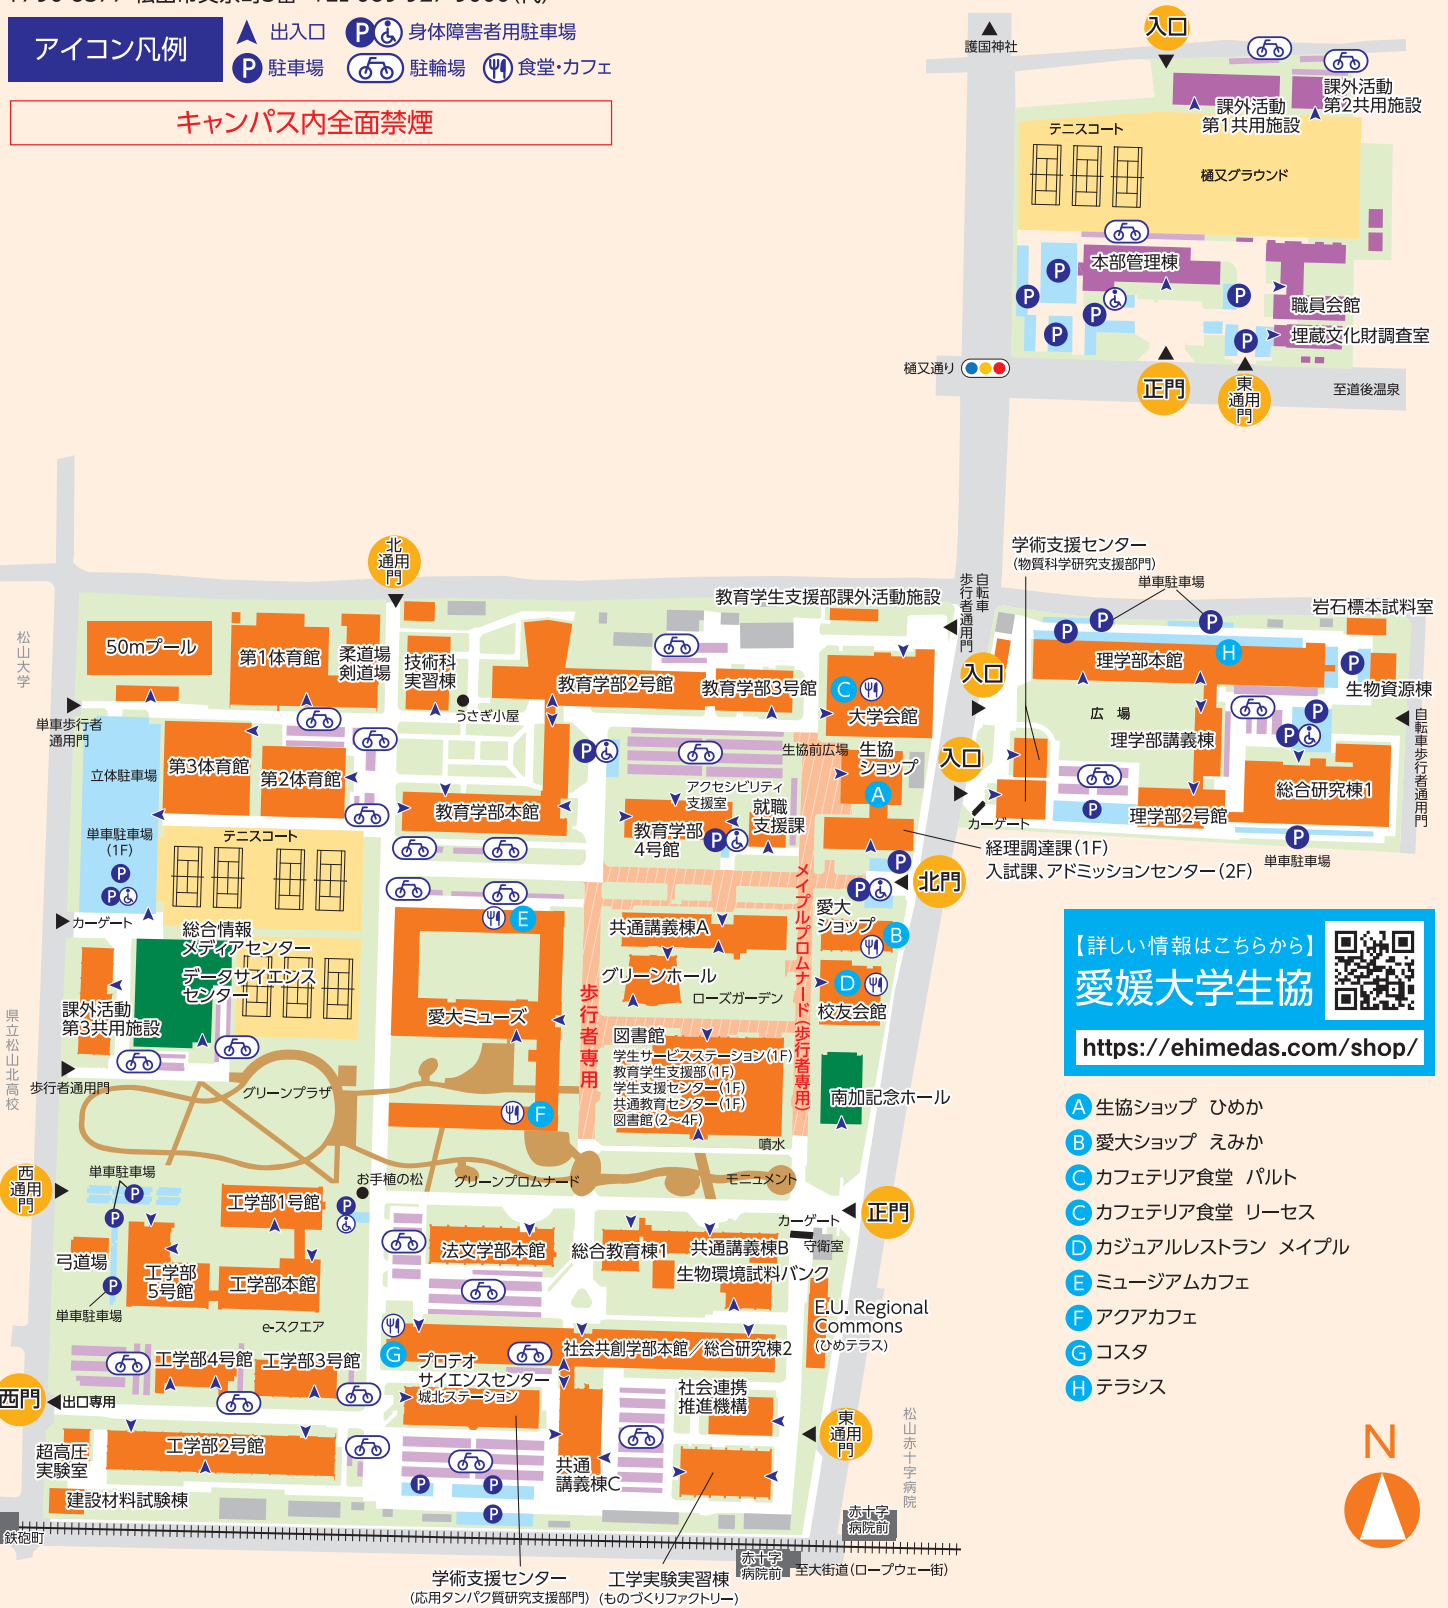 アイコン凡例
出入口
身体障害者用駐車場
P 駐車場
駐輪場
食堂・カフェ
キャンパス内全面禁煙
護国神社
入口
課外活動
第1共用施設
課外活動
第2共用施設
テニスコート
樋又グラウンド
本部管理棟
職員会館
埋蔵文化財調査室
樋又通り
正門
東
通用
門
至道後温泉
北
通用
門
学術支援センター
(物質科学研究支援部門)
単車駐車場
岩石標本試料室
自転車
歩行者通用門
教育学生支援部課外活動施設
松山大学
50mプール
第1体育館
柔道場
剣道場
技術科
実習棟
うさぎ小屋
教育学部2号館
教育学部3号館
C
大学会館
入口
理学部本館
H
生物資源棟
広 場
理学部講義棟
自転車歩行者通用門
単車歩行者
通用門
立体駐車場
第3体育館
第2体育館
教育学部本館
生協前広場
生協
ショップ
A
入口
カーゲート
理学部2号館
総合研究棟1
単車駐車場
アクセシビリティ
支援室
教育学部
4号館
就職
支援課
経理調達課(1F)
入試課、アドミッションセンター(2F)
北門
単車駐車場
(1F)
テニスコート
カーゲート
総合情報
メディアセンター
データサイエンス
センター
課外活動
第3共用施設
県立松山北高校
歩行者通用門
E
愛大ミューズ
F
歩行者専用
共通講義棟A
グリーンホール
ローズガーデン
メイプルプロムナード(歩行者専用)
愛大
ショップ
B
D
校友会館
図書館
学生サービスステーション(1F)
教育学生支援部(1F)
学生支援センター(1F)
共通教育センター(1F)
図書館(2〜4F)
南加記念ホール
噴水
グリーンプラザ
お手植の松
グリーンプロムナード
モニュメント
西
通用
門
単車駐車場
工学部1号館
弓道場
工学部
5号館
工学部本館
単車駐車場
e-スクエア
法文学部本館
総合教育棟1
共通講義棟B
生物環境試料バンク
カーゲート
守衛室
正門
E.U. Regional
Commons
(ひめテラス)
G
社会共創学部本館/総合研究棟2
プロテオ
サイエンスセンター
城北ステーション
工学部4号館
工学部3号館
西門
出口専用
超高圧
実験室
工学部2号館
建設材料試験棟
社会連携
推進機構
共通
講義棟C
東
通用
門
松山赤十字病院
鉄砲町
赤十字
病院前
赤十字
病院前
至大街道(ロープウェー街)
学術支援センター
(応用タンパク質研究支援部門)
工学実験実習棟
(ものづくりファクトリー)
【詳しい情報はこちらから】
愛媛大学生協
https://ehimedas.com/shop/
A 生協ショップ ひめか
B 愛大ショップ えみか
C カフェテリア食堂 パルト
C カフェテリア食堂 リーセス
D カジュアルレストラン メイプル
E ミュージアムカフェ
F アクアカフェ
G コスタ
H テラシス
N